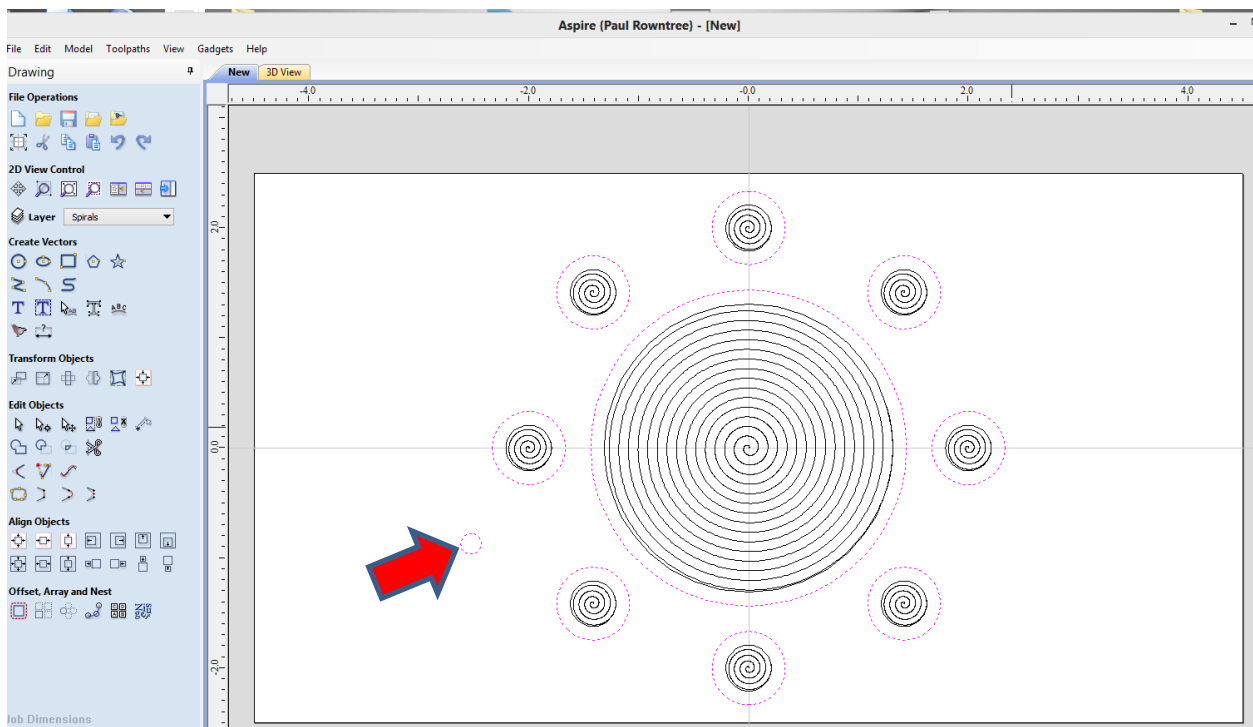 Aspire {Paul Rowntree} - [New]
File Edit Model Toolpaths View Gadgets Help
Drawing
New 3D View
File Operations
-4.0 -2.0 -0.0 2.0 4.0
2D View Control
Layer Spirals
2.0
Create Vectors
T T abc ABC
Transform Objects
Edit Objects
0.0
Align Objects
Offset, Array and Nest
-2.0
Job Dimensions